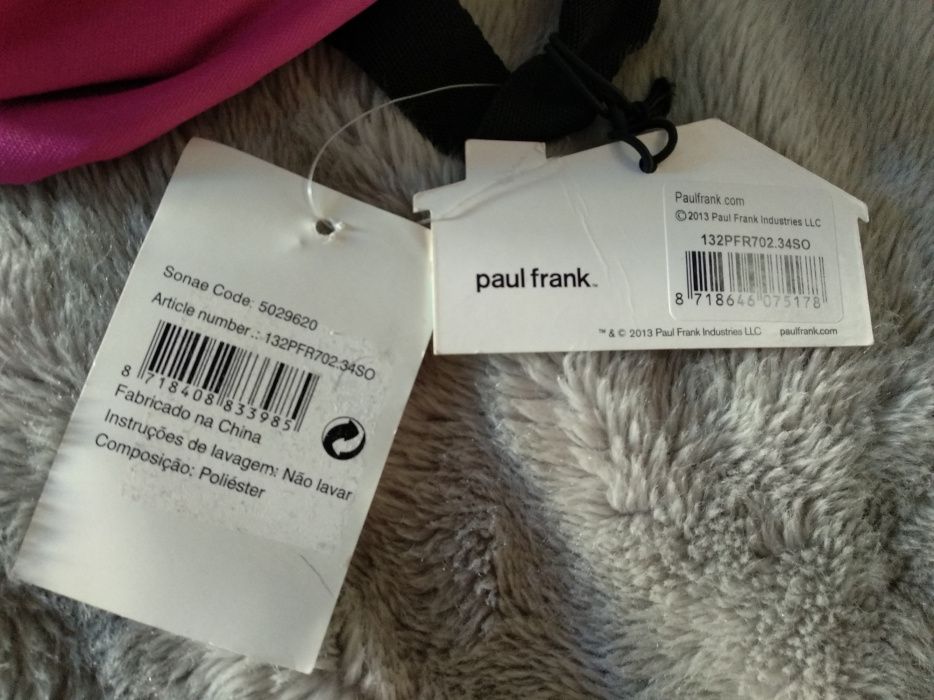 Sonae Code: 5029620
Article number .: 132PFR702.34SO
8 718408 833985
Fabricado na China
Instruções de lavagem: Não lavar
Composição: Poliéster
Paulfrank.com
©2013 Paul Frank Industries LLC
132PFR702.34SO
8 718646 075178
paul frank™
™ & © 2013 Paul Frank Industries LLC paulfrank.com